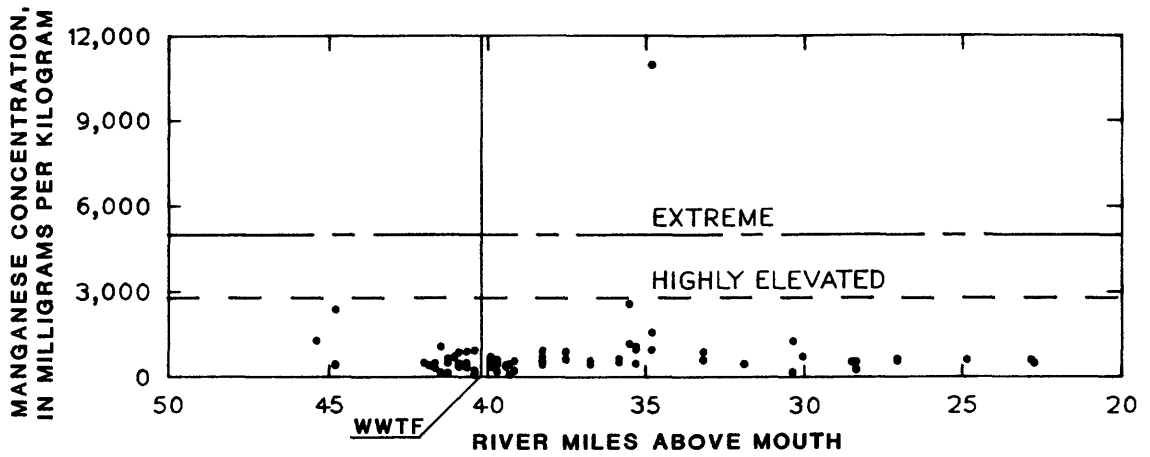 MANGANESE CONCENTRATION,
IN MILLIGRAMS PER KILOGRAM
12,000
9,000
6,000
3,000
0
EXTREME
HIGHLY ELEVATED
50 45 40 35 30 25 20
WWTF
RIVER MILES ABOVE MOUTH